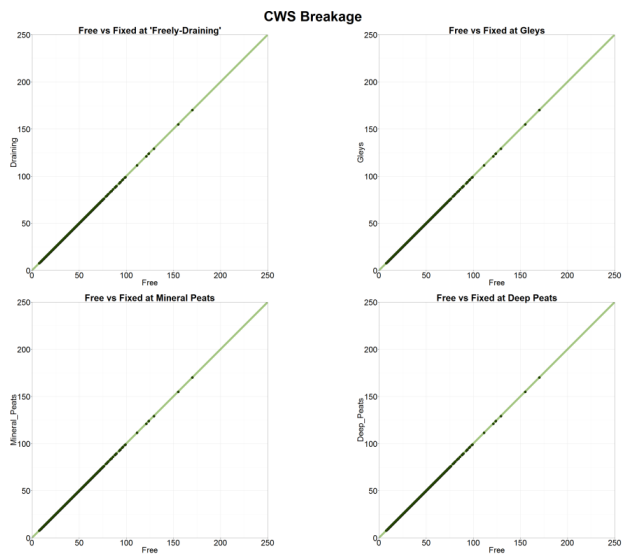 CWS Breakage
Free vs Fixed at 'Freely-Draining'
250
200
150
100
50
0
Draining
0 50 100 150 200 250
Free
Free vs Fixed at Gleys
250
200
150
100
50
0
Gleys
0 50 100 150 200 250
Free
Free vs Fixed at Mineral Peats
250
200
150
100
50
0
Mineral_Peats
0 50 100 150 200 250
Free
Free vs Fixed at Deep Peats
250
200
150
100
50
0
Deep_Peats
0 50 100 150 200 250
Free